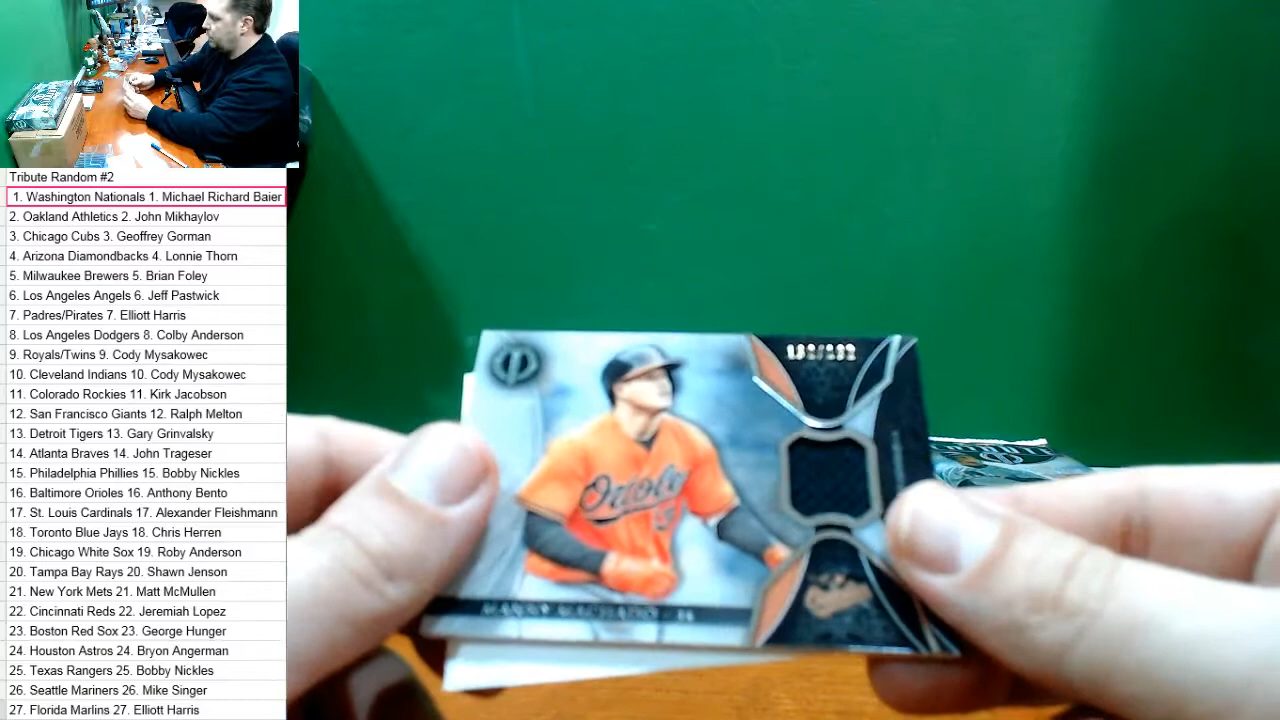 Tribute Random #2
1. Washington Nationals 1. Michael Richard Baier
2. Oakland Athletics 2. John Mikhaylov
3. Chicago Cubs 3. Geoffrey Gorman
4. Arizona Diamondbacks 4. Lonnie Thorn
5. Milwaukee Brewers 5. Brian Foley
6. Los Angeles Angels 6. Jeff Pastwick
7. Padres/Pirates 7. Elliott Harris
8. Los Angeles Dodgers 8. Colby Anderson
9. Royals/Twins 9. Cody Mysakowec
10. Cleveland Indians 10. Cody Mysakowec
11. Colorado Rockies 11. Kirk Jacobson
12. San Francisco Giants 12. Ralph Melton
13. Detroit Tigers 13. Gary Grinvalsky
14. Atlanta Braves 14. John Trageser
15. Philadelphia Phillies 15. Bobby Nickles
16. Baltimore Orioles 16. Anthony Bento
17. St. Louis Cardinals 17. Alexander Fleishmann
18. Toronto Blue Jays 18. Chris Herren
19. Chicago White Sox 19. Roby Anderson
20. Tampa Bay Rays 20. Shawn Jenson
21. New York Mets 21. Matt McMullen
22. Cincinnati Reds 22. Jeremiah Lopez
23. Boston Red Sox 23. George Hunger
24. Houston Astros 24. Bryon Angerman
25. Texas Rangers 25. Bobby Nickles
26. Seattle Mariners 26. Mike Singer
27. Florida Marlins 27. Elliott Harris
Orioles
MANNY MACHADO